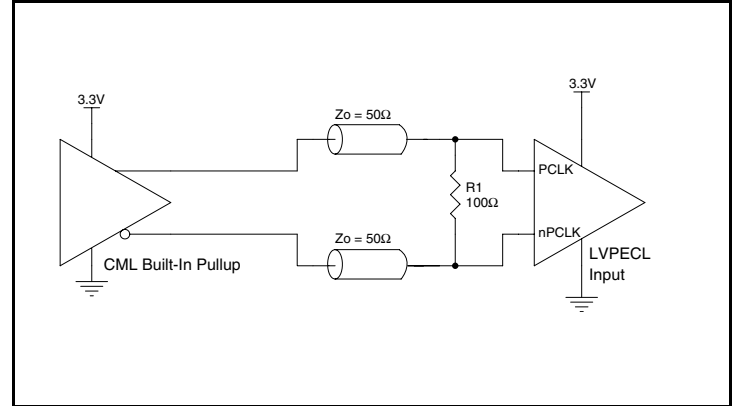 3.3V
3.3V
Zo = 50Ω
PCLK
R1
100Ω
nPCLK
Zo = 50Ω
LVPECL
Input
CML Built-In Pullup